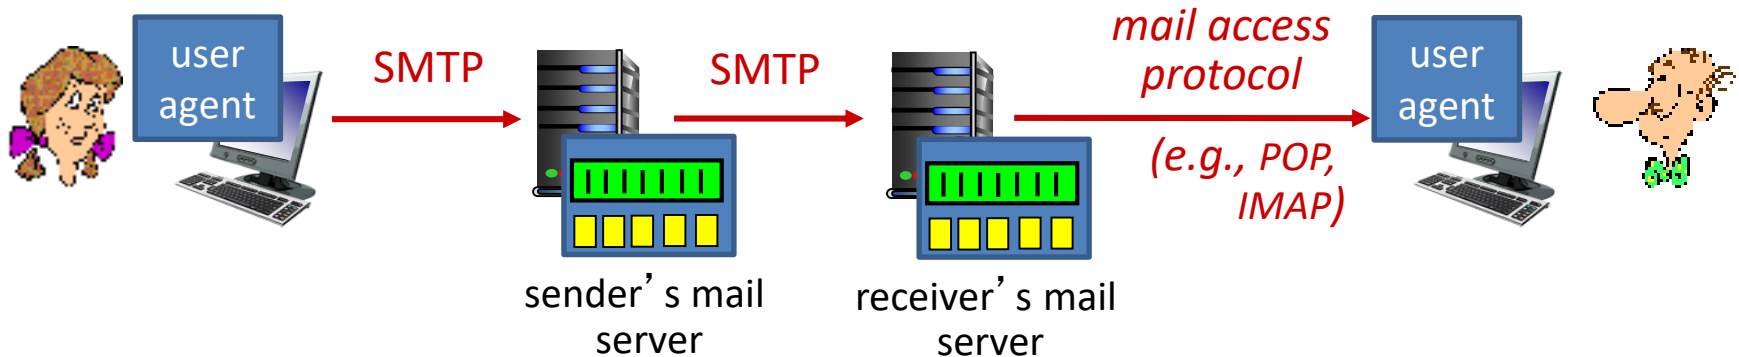 user
agent
SMTP
SMTP
mail access
protocol
(e.g., POP,
IMAP)
user
agent
sender’s mail
server
receiver’s mail
server